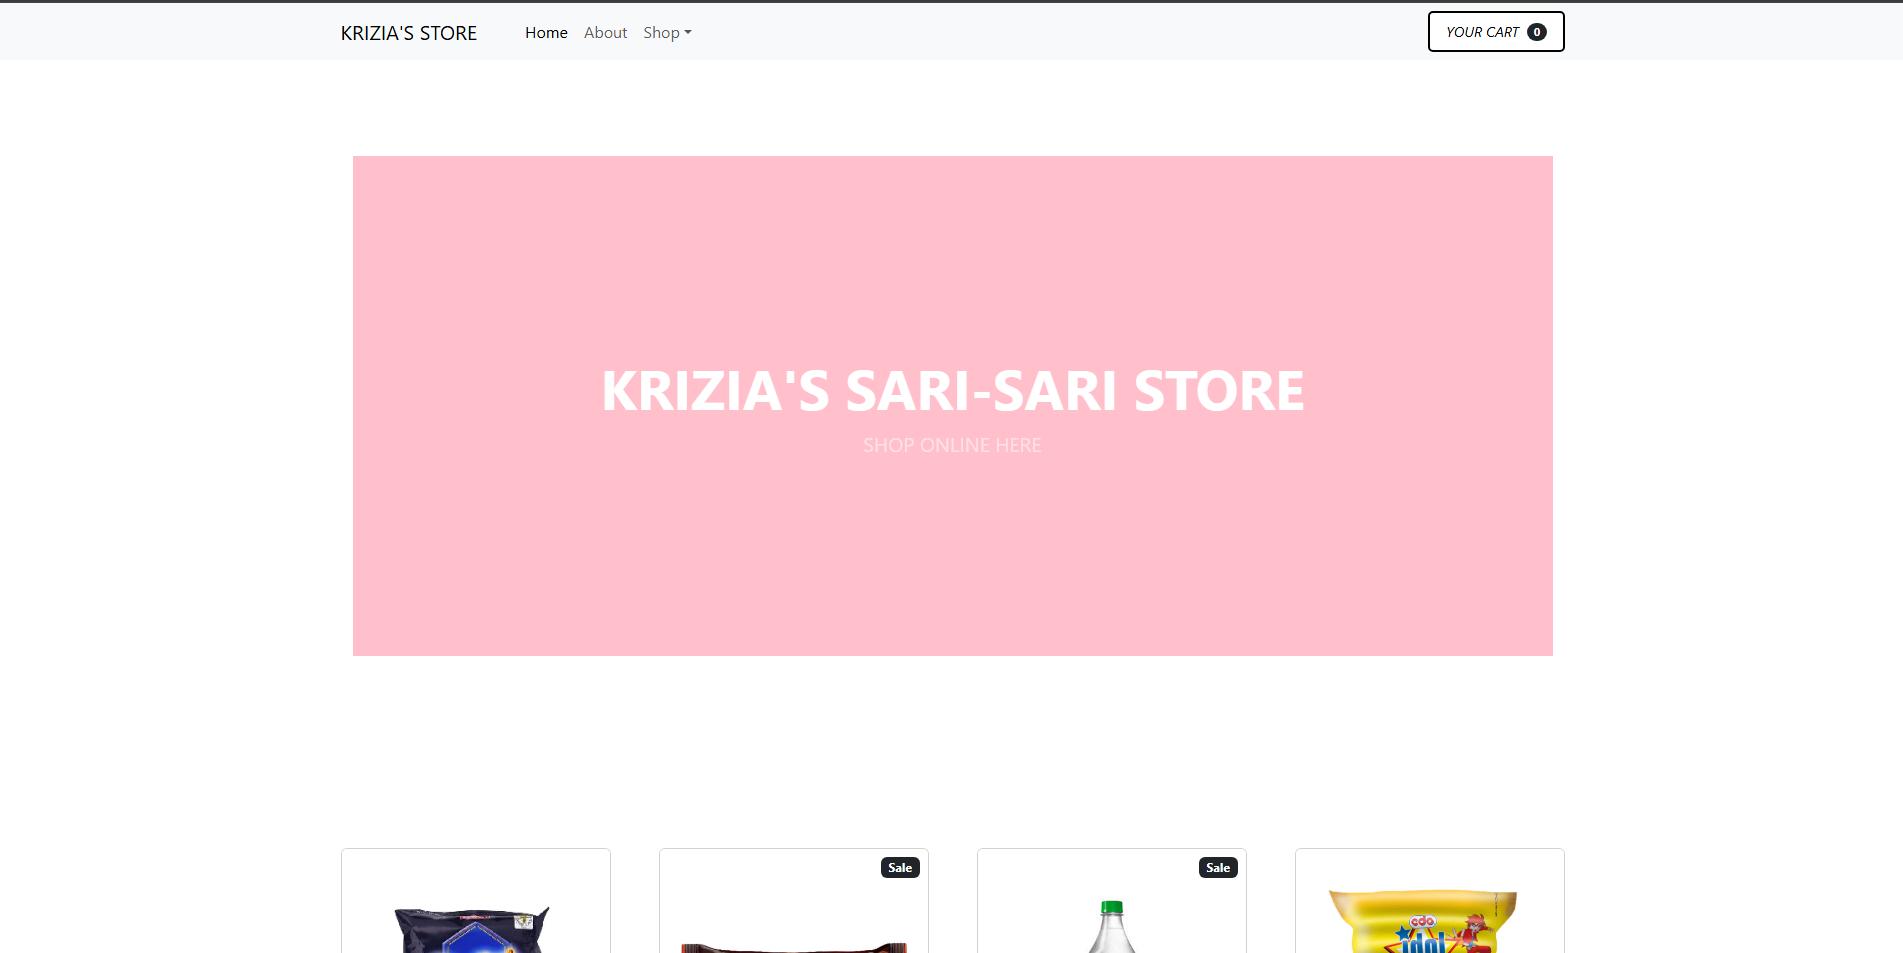 KRIZIA'S STORE
Home
About
Shop
YOUR CART 0
KRIZIA'S SARI-SARI STORE
SHOP ONLINE HERE
Sale
Sale
cdo
idol